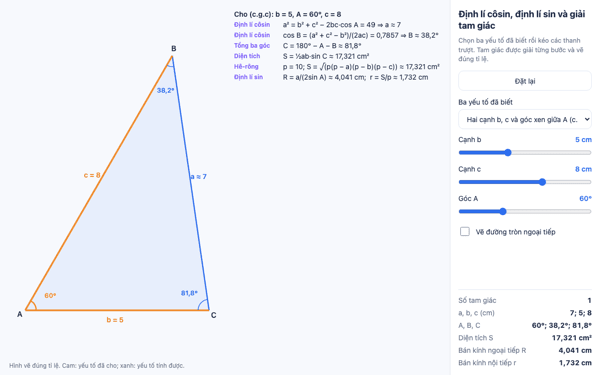 Cho (c.g.c): b = 5, A = 60°, c = 8
Định lí côsin a² = b² + c² − 2bc·cos A = 49 ⇒ a ≈ 7
Định lí côsin cos B = (a² + c² − b²)/(2ac) = 0,7857 ⇒ B ≈ 38,2°
Tổng ba góc C = 180° − A − B ≈ 81,8°
Diện tích S = ½ab·sin C = 17,321 cm²
Hê-rông p = 10; S = √(p(p − a)(p − b)(p − c)) ≈ 17,321 cm²
Định lí sin R = a/(2sin A) ≈ 4,041 cm; r = S/p ≈ 1,732 cm
B
38,2°
c = 8
a ≈ 7
60°
81,8°
A
C
b = 5
Hình vẽ đúng tỉ lệ. Cam: yếu tố đã cho; xanh: yếu tố tính được.
Định lí côsin, định lí sin và giải
tam giác
Chọn ba yếu tố đã biết rồi kéo các thanh
trượt. Tam giác được giải từng bước và vẽ
đúng tỉ lệ.
Đặt lại
Ba yếu tố đã biết
Hai cạnh b, c và góc xen giữa A (c.
Cạnh b 5 cm
Cạnh c 8 cm
Góc A 60°
Vẽ đường tròn ngoại tiếp
Số tam giác 1
a, b, c (cm) 7; 5; 8
A, B, C 60°; 38,2°; 81,8°
Diện tích S 17,321 cm²
Bán kính ngoại tiếp R 4,041 cm
Bán kính nội tiếp r 1,732 cm